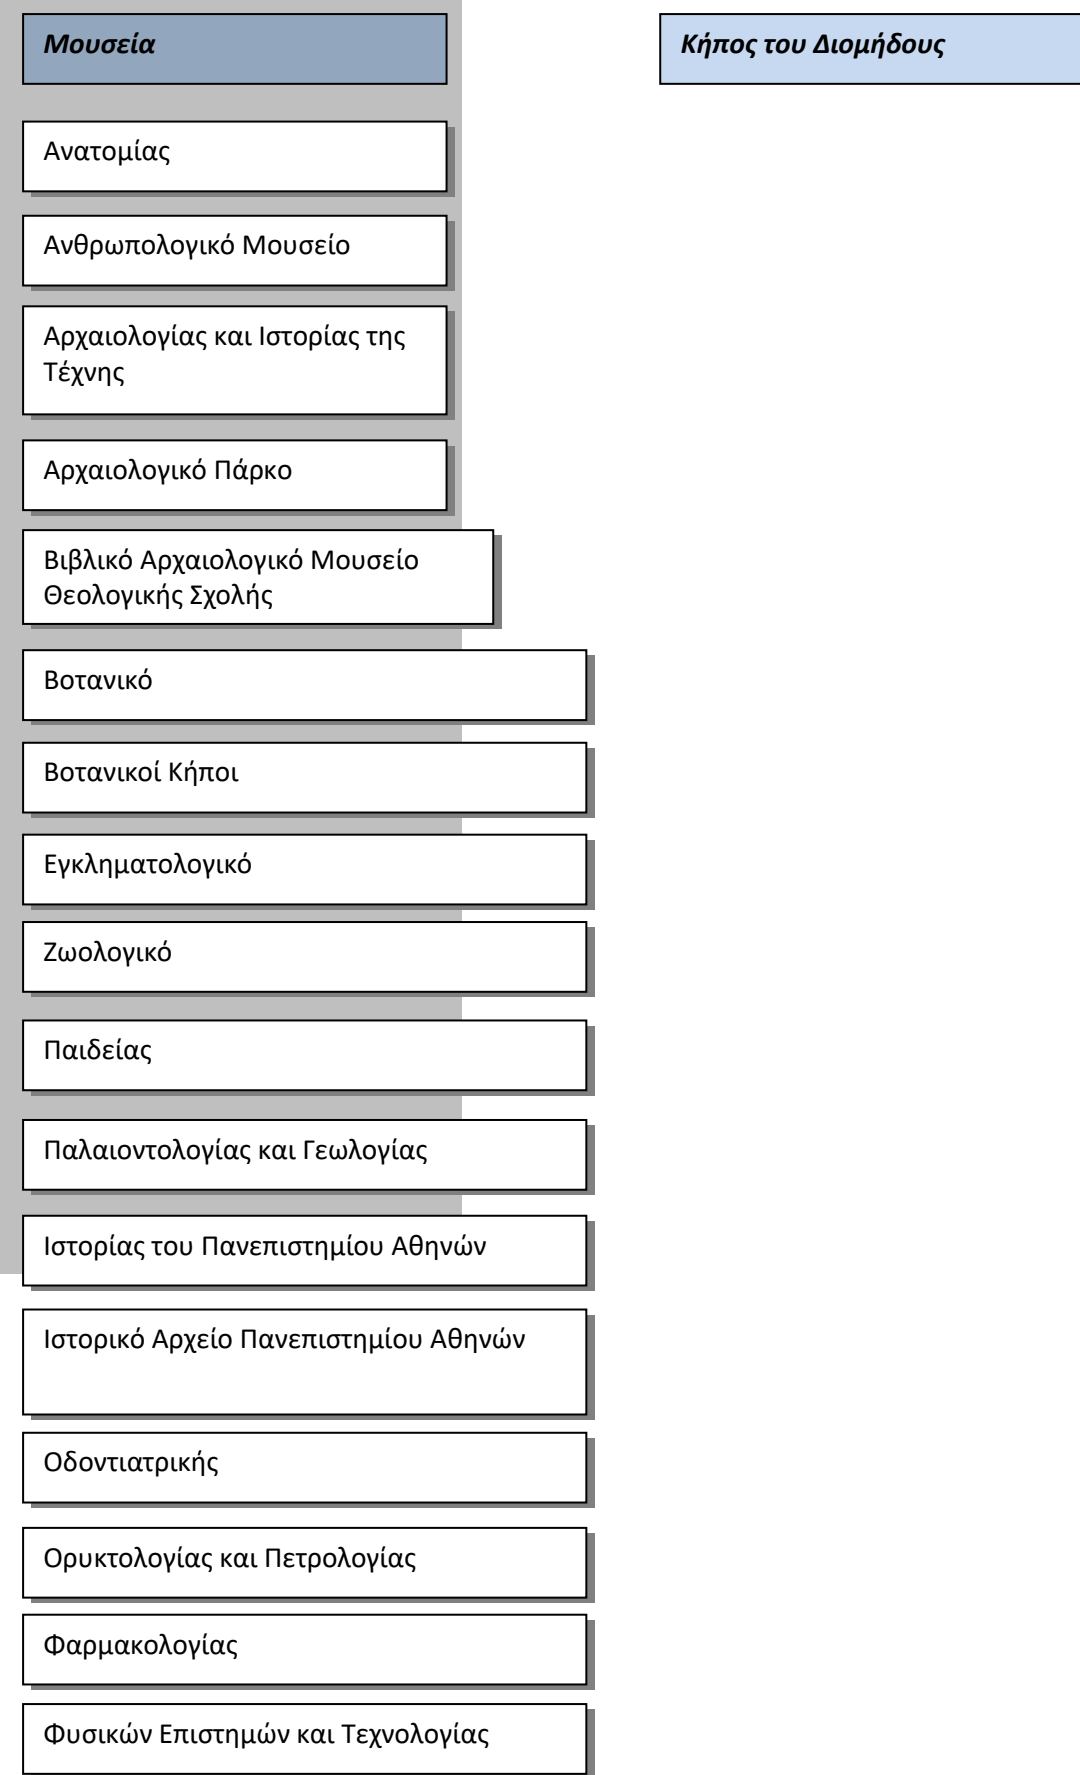 Μουσεία
Κήπος του Διομήδους
Ανατομίας
Ανθρωπολογικό Μουσείο
Αρχαιολογίας και Ιστορίας της
Τέχνης
Αρχαιολογικό Πάρκο
Βιβλικό Αρχαιολογικό Μουσείο
Θεολογικής Σχολής
Βοτανικό
Βοτανικοί Κήποι
Εγκληματολογικό
Ζωολογικό
Παιδείας
Παλαιοντολογίας και Γεωλογίας
Ιστορίας του Πανεπιστημίου Αθηνών
Ιστορικό Αρχείο Πανεπιστημίου Αθηνών
Οδοντιατρικής
Ορυκτολογίας και Πετρολογίας
Φαρμακολογίας
Φυσικών Επιστημών και Τεχνολογίας